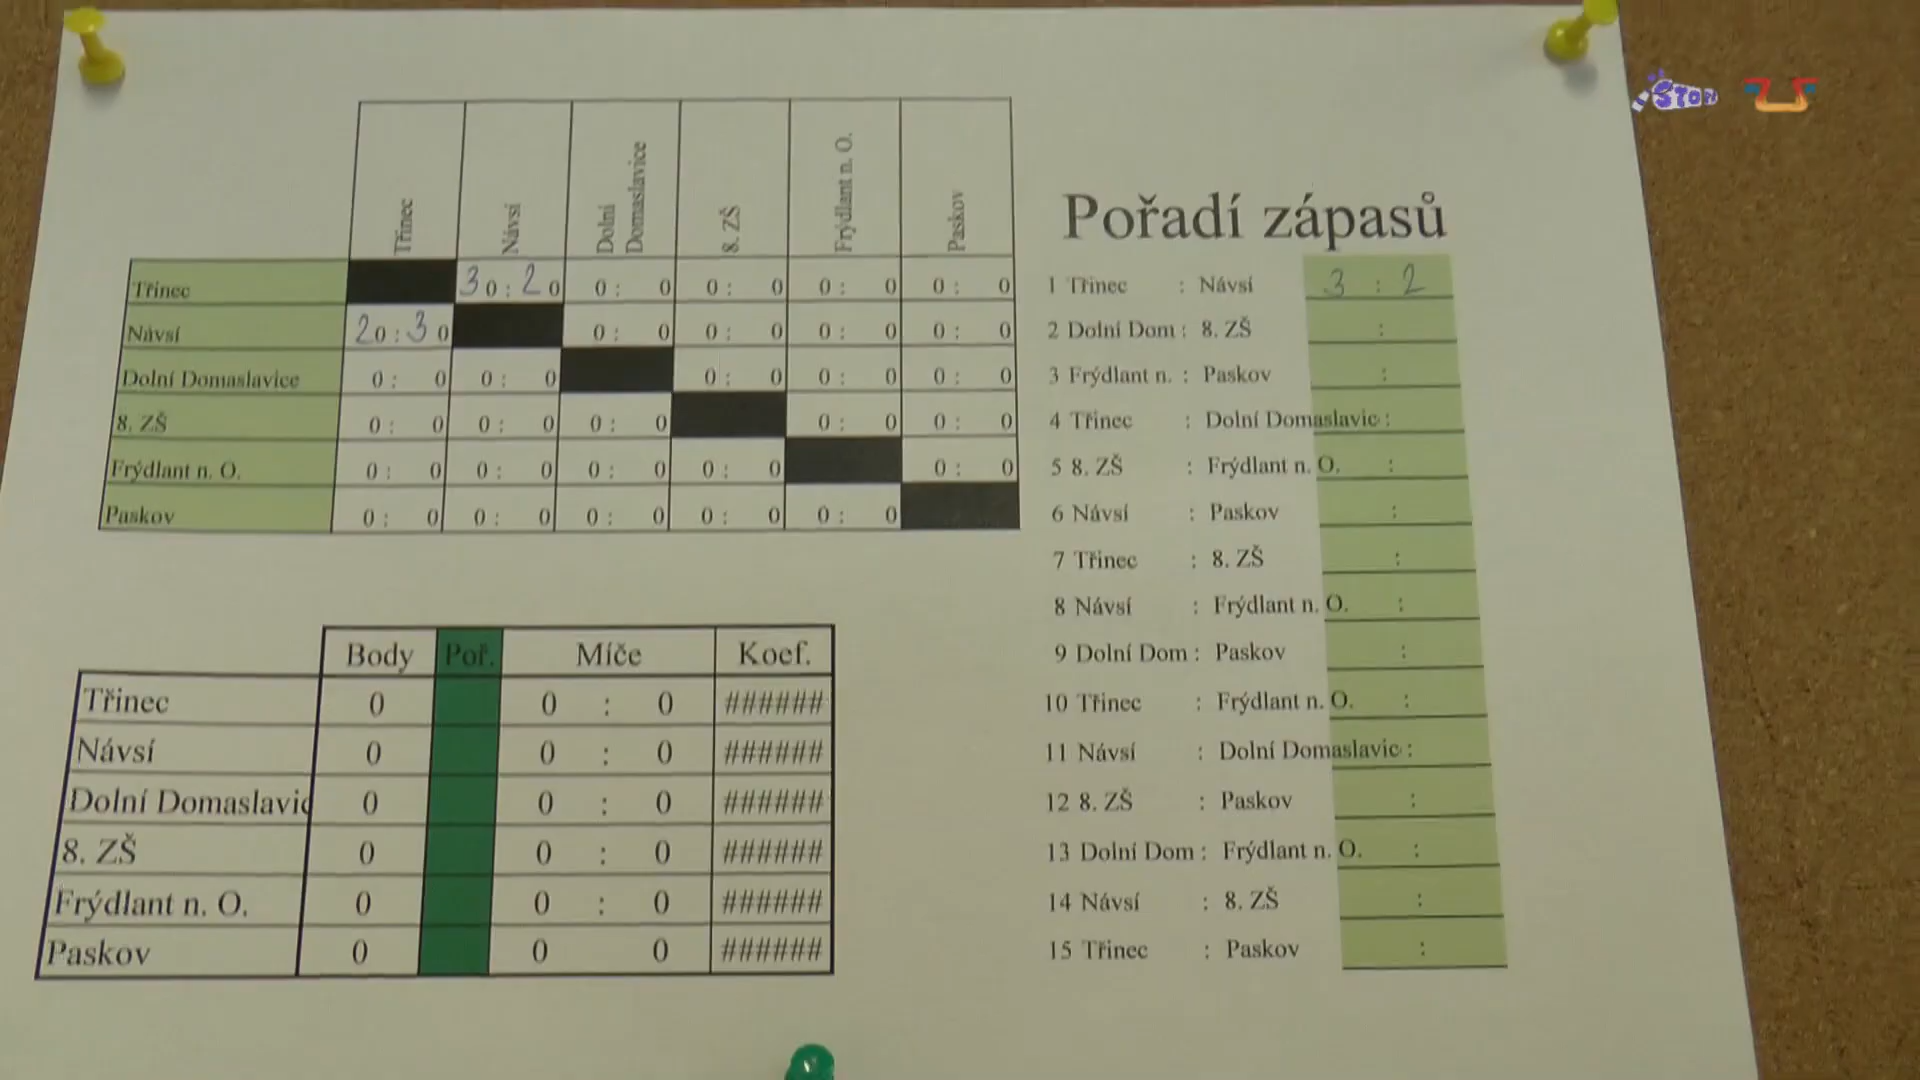 Třinec Návsí Dolní Domaslavice 8. ZŠ Frýdlant n. O. Paskov
Třinec 3 0 : 2 0 0 : 0 0 : 0 0 : 0 0 : 0
Návsí 2 0 : 3 0 0 : 0 0 : 0 0 : 0 0 : 0
Dolní Domaslavice 0 : 0 0 : 0 0 : 0 0 : 0 0 : 0
8. ZŠ 0 : 0 0 : 0 0 : 0 0 : 0 0 : 0
Frýdlant n. O. 0 : 0 0 : 0 0 : 0 0 : 0 0 : 0
Paskov 0 : 0 0 : 0 0 : 0 0 : 0 0 : 0
Body Poř. Míče Koef.
Třinec 0 0 : 0 ######
Návsí 0 0 : 0 ######
Dolní Domaslavic 0 0 : 0 ######
8. ZŠ 0 0 : 0 ######
Frýdlant n. O. 0 0 : 0 ######
Paskov 0 0 0 ######
Pořadí zápasů
1 Třinec : Návsí 3 : 2
2 Dolní Dom : 8. ZŠ :
3 Frýdlant n. : Paskov :
4 Třinec : Dolní Domaslavic :
5 8. ZŠ : Frýdlant n. O. :
6 Návsí : Paskov :
7 Třinec : 8. ZŠ :
8 Návsí : Frýdlant n. O. :
9 Dolní Dom : Paskov :
10 Třinec : Frýdlant n. O. :
11 Návsí : Dolní Domaslavic :
12 8. ZŠ : Paskov :
13 Dolní Dom : Frýdlant n. O. :
14 Návsí : 8. ZŠ :
15 Třinec : Paskov :
STON